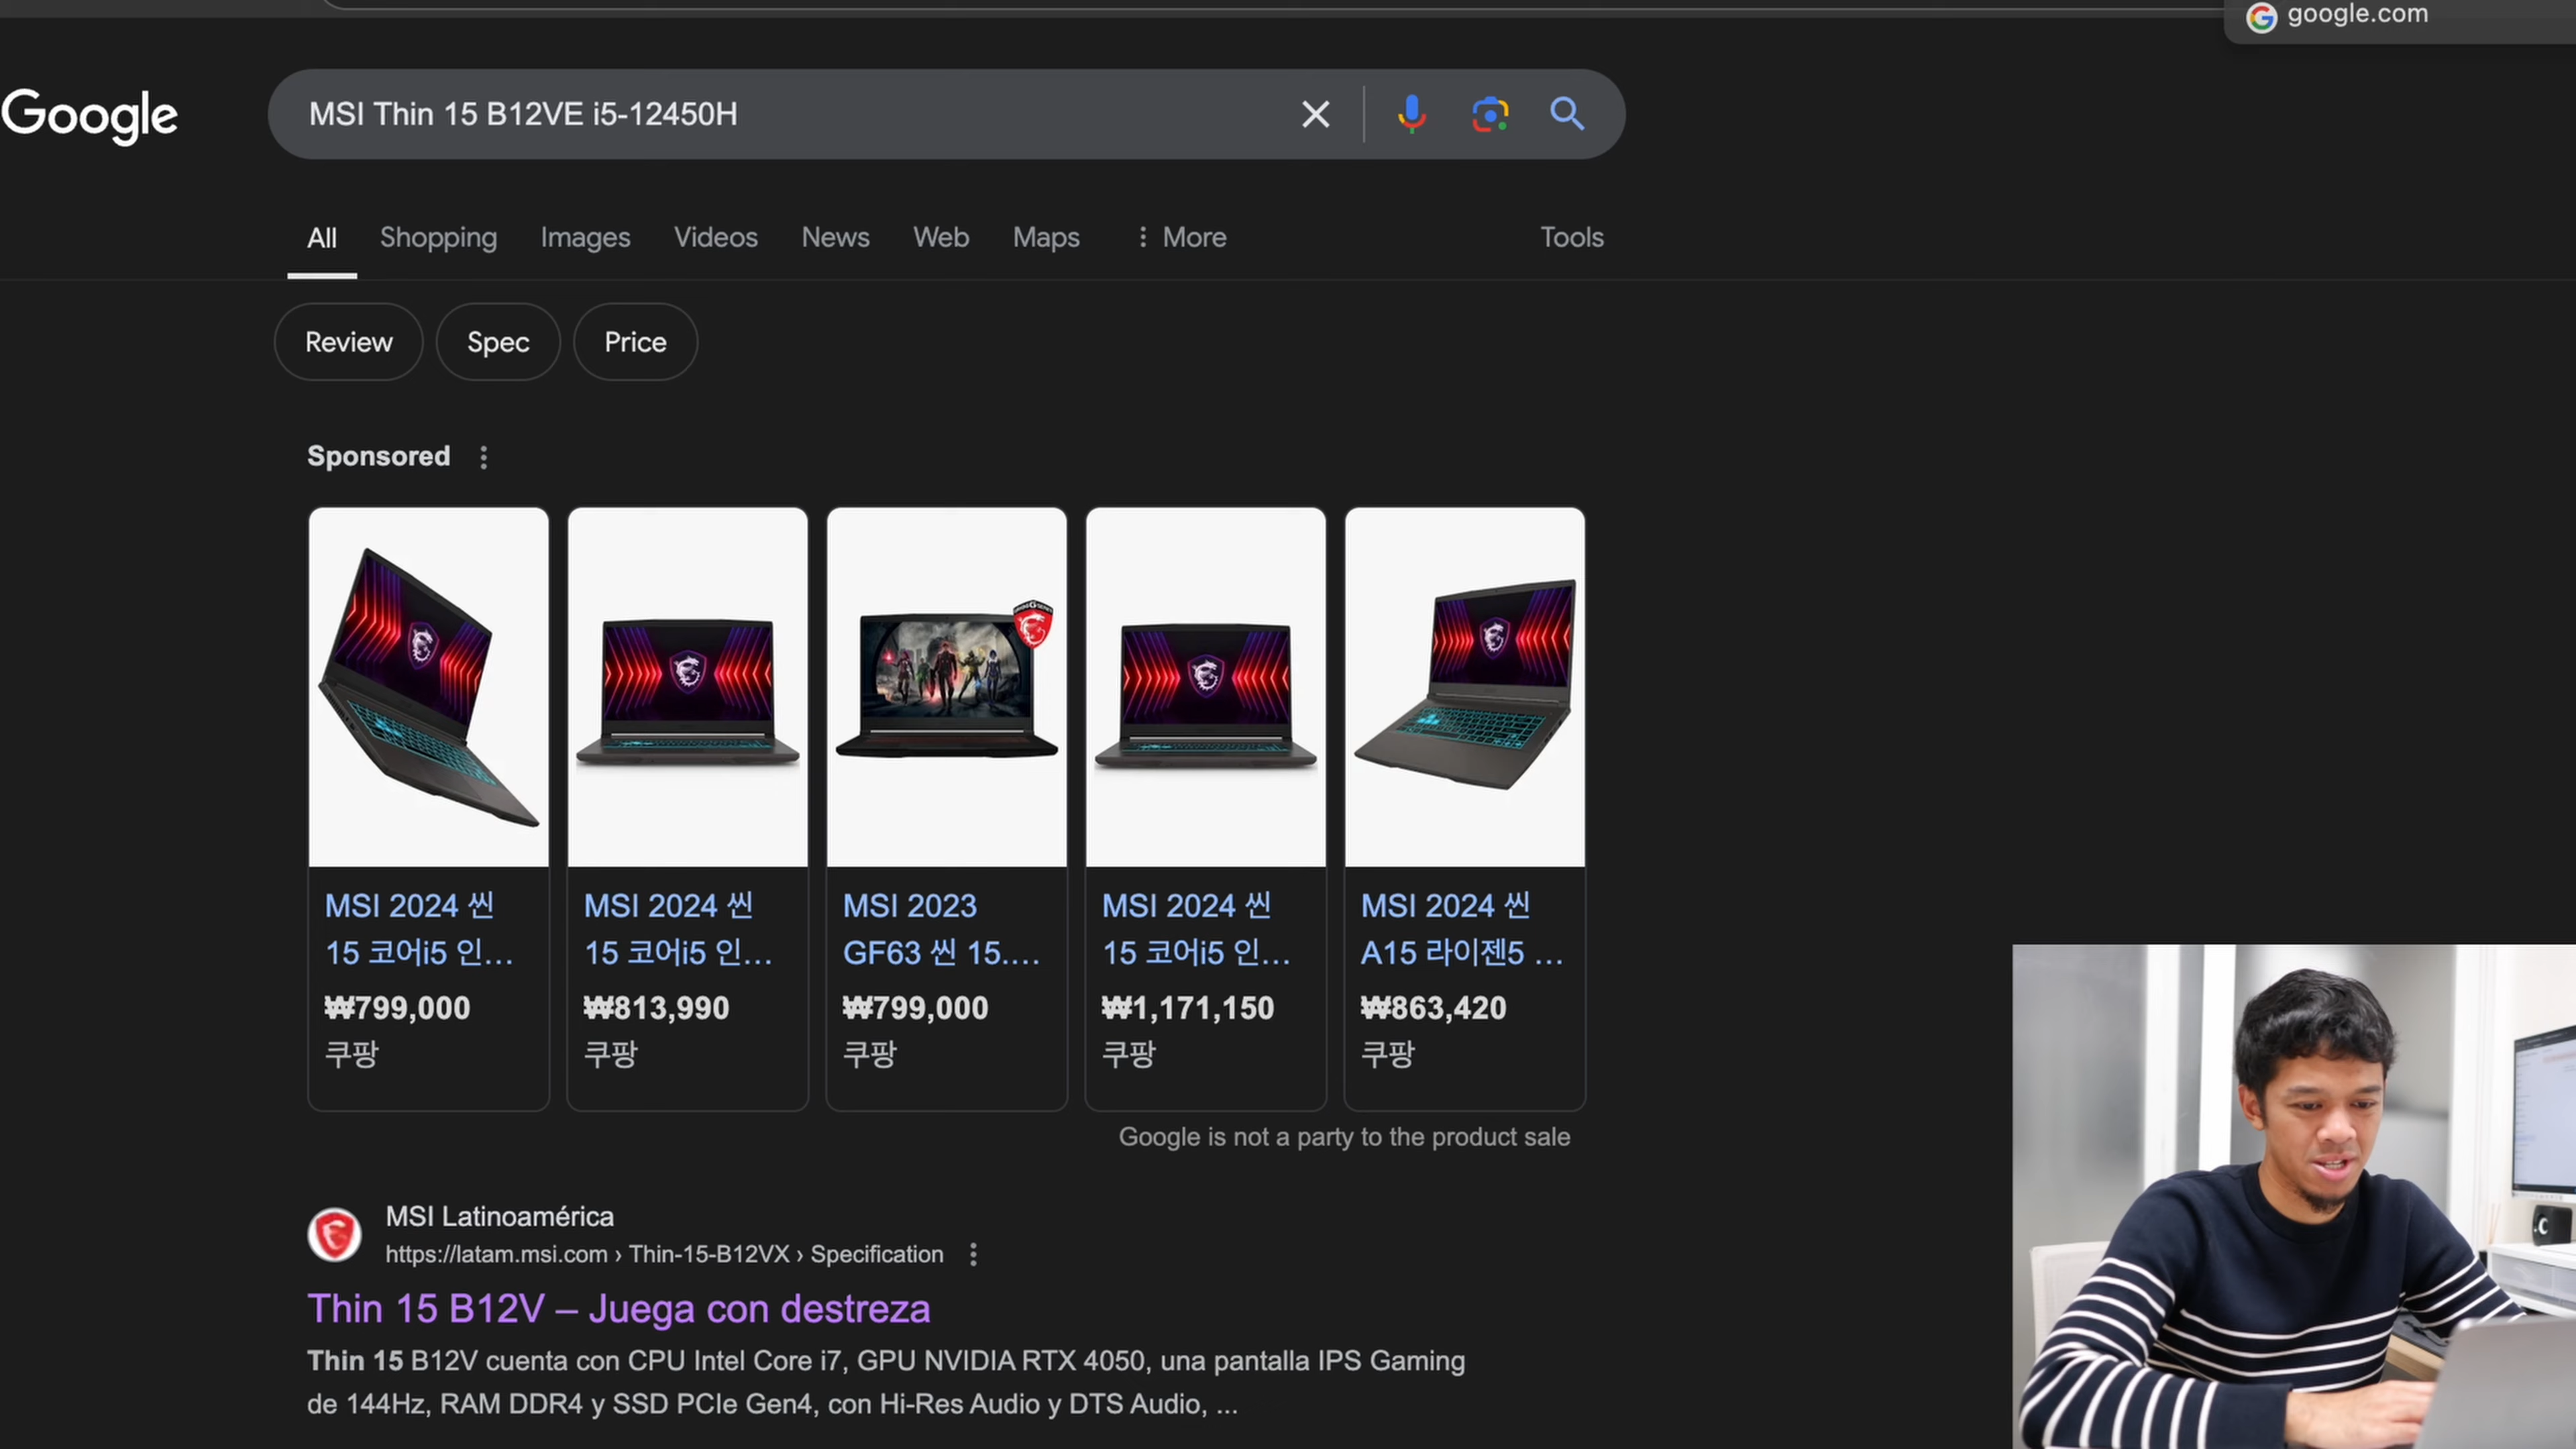 google.com
Google
MSI Thin 15 B12VE i5-12450H
All Shopping Images Videos News Web Maps More Tools
Review Spec Price
Sponsored
MSI 2024 씬
15 코어i5 인...
₩799,000
쿠팡
MSI 2024 씬
15 코어i5 인...
₩813,990
쿠팡
MSI 2023
GF63 씬 15....
₩799,000
쿠팡
MSI 2024 씬
15 코어i5 인...
₩1,171,150
쿠팡
MSI 2024 씬
A15 라이젠5 ...
₩863,420
쿠팡
Google is not a party to the product sale
MSI Latinoamérica
https://latam.msi.com › Thin-15-B12VX › Specification
Thin 15 B12V – Juega con destreza
Thin 15 B12V cuenta con CPU Intel Core i7, GPU NVIDIA RTX 4050, una pantalla IPS Gaming
de 144Hz, RAM DDR4 y SSD PCIe Gen4, con Hi-Res Audio y DTS Audio, ...